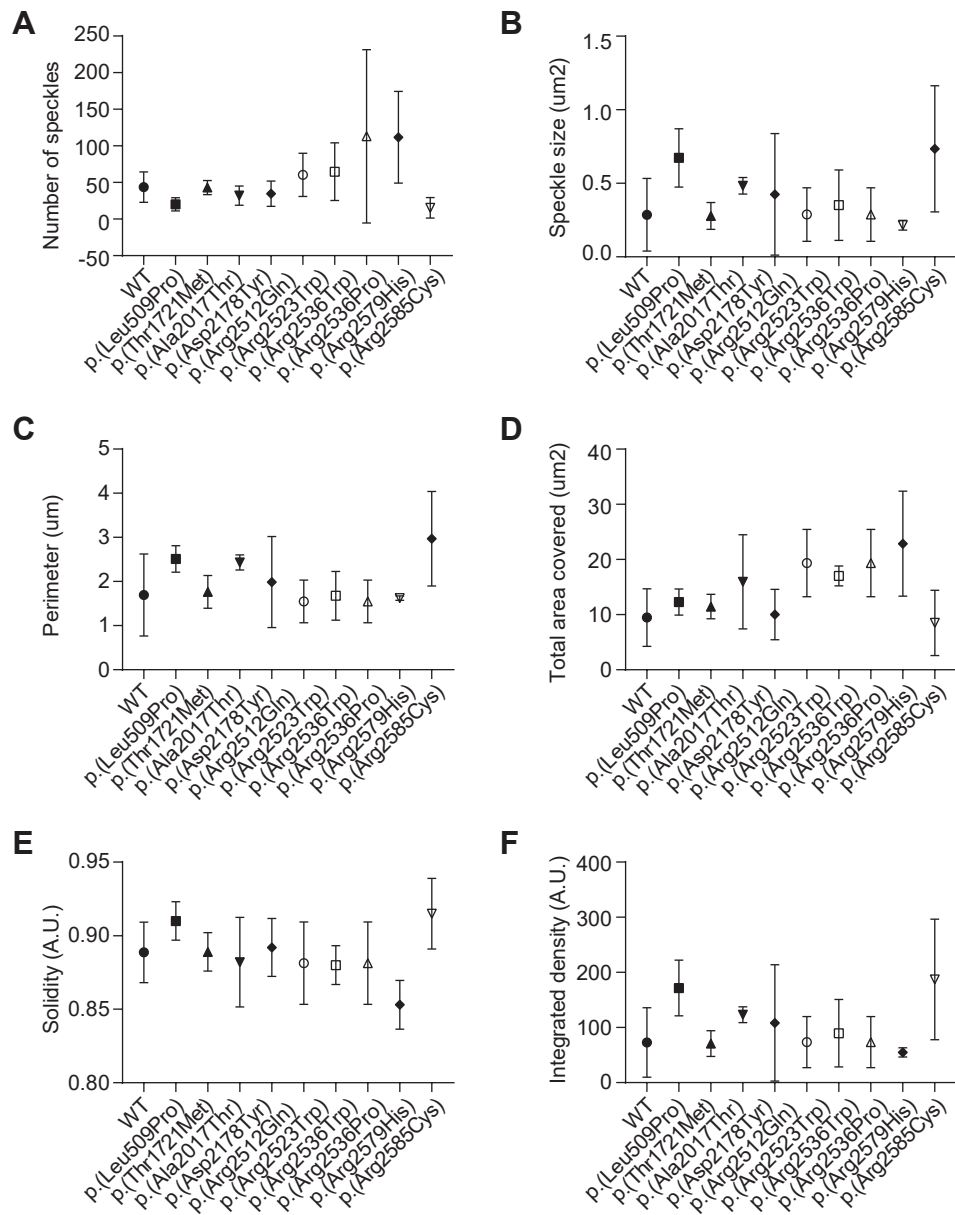 A
Number of speckles
250
200
150
100
50
0
-50
WT
p.(Leu509Pro)
p.(Thr1721Met)
p.(Ala2017Thr)
p.(Asp2178Tyr)
p.(Arg2512Gln)
p.(Arg2523Trp)
p.(Arg2536Trp)
p.(Arg2536Pro)
p.(Arg2579His)
p.(Arg2585Cys)
B
Speckle size (um2)
1.5
1.0
0.5
0.0
WT
p.(Leu509Pro)
p.(Thr1721Met)
p.(Ala2017Thr)
p.(Asp2178Tyr)
p.(Arg2512Gln)
p.(Arg2523Trp)
p.(Arg2536Trp)
p.(Arg2536Pro)
p.(Arg2579His)
p.(Arg2585Cys)
C
Perimeter (um)
5
4
3
2
1
0
WT
p.(Leu509Pro)
p.(Thr1721Met)
p.(Ala2017Thr)
p.(Asp2178Tyr)
p.(Arg2512Gln)
p.(Arg2523Trp)
p.(Arg2536Trp)
p.(Arg2536Pro
p.(Arg2579His)
p.(Arg2585Cys)
D
Total area covered (um2)
40
30
20
10
0
WT
p.(Leu509Pro)
p.(Thr1721Met)
p.(Ala2017Thr)
p.(Asp2178Tyr)
p.(Arg2512Gln)
p.(Arg2523Trp)
p.(Arg2536Trp)
p.(Arg2536Pro
p.(Arg2579His)
p.(Arg2585Cys)
E
Solidity (A.U.)
0.95
0.90
0.85
0.80
WT
p.(Leu509Pro)
p.(Thr1721Met)
p.(Ala2017Thr)
p.(Asp2178Tyr)
p.(Arg2512Gln)
p.(Arg2523Trp)
p.(Arg2536Trp)
p.(Arg2536Pro)
p.(Arg2579His)
p.(Arg2585Cys)
F
Integrated density (A.U.)
400
300
200
100
0
WT
p.(Leu509Pro)
p.(Thr1721Met)
p.(Ala2017Thr)
p.(Asp2178Tyr)
p.(Arg2512Gln)
p.(Arg2523Trp)
p.(Arg2536Trp)
p.(Arg2536Pro)
p.(Arg2579His)
p.(Arg2585Cys)